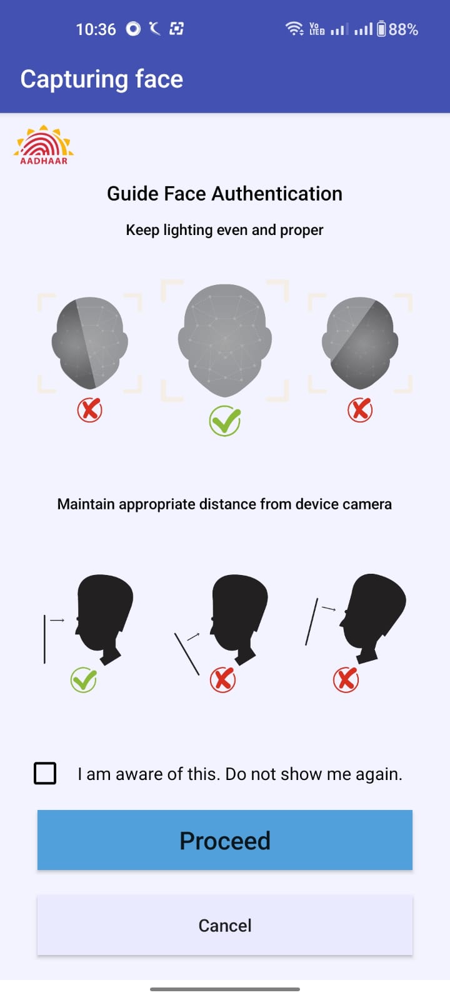 10:36
Vo
LTE2
88%
Capturing face
AADHAAR
Guide Face Authentication
Keep lighting even and proper
Maintain appropriate distance from device camera
I am aware of this. Do not show me again.
Proceed
Cancel